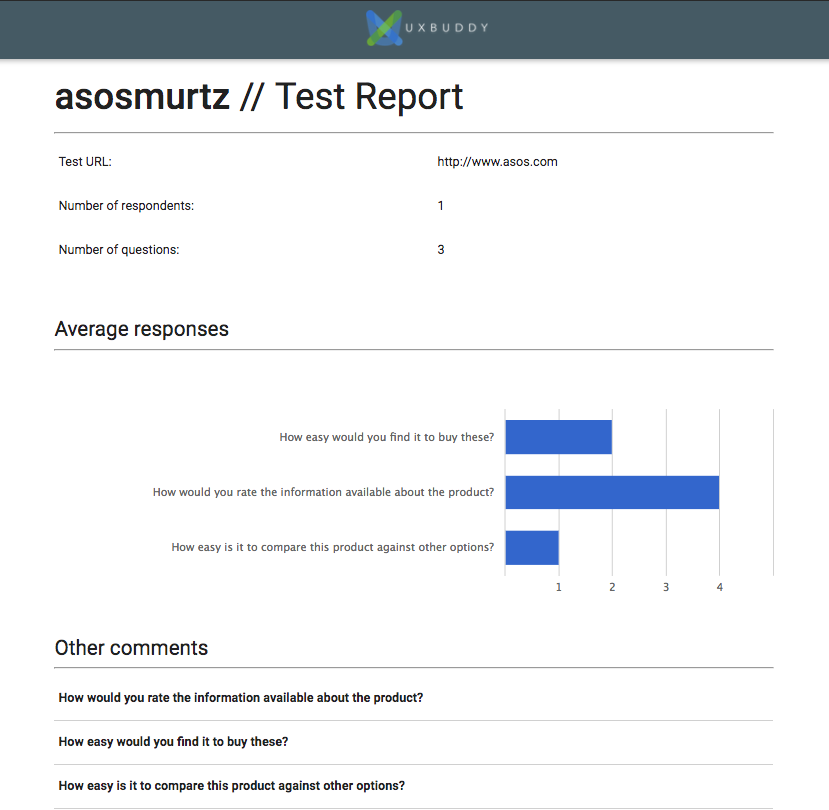 UXBUDDY
asosmurtz // Test Report
Test URL: http://www.asos.com
Number of respondents: 1
Number of questions: 3
Average responses
How easy would you find it to buy these?
How would you rate the information available about the product?
How easy is it to compare this product against other options?
1 2 3 4
Other comments
How would you rate the information available about the product?
How easy would you find it to buy these?
How easy is it to compare this product against other options?